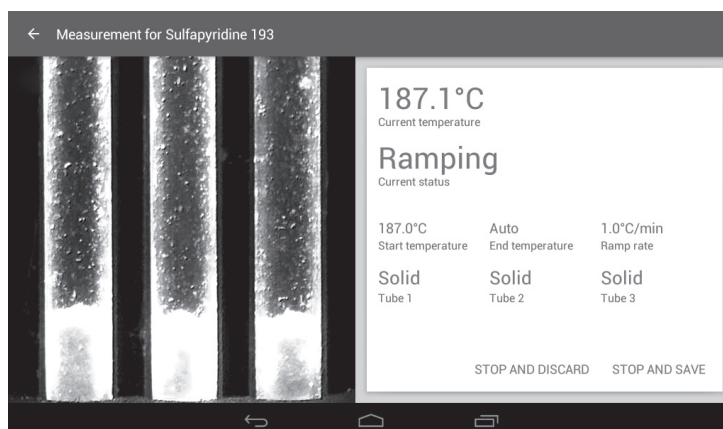 Measurement for Sulfapyridine 193
187.1°C
Current temperature
Ramping
Current status
187.0°C Auto 1.0°C/min
Start temperature End temperature Ramp rate
Solid Solid Solid
Tube 1 Tube 2 Tube 3
STOP AND DISCARD STOP AND SAVE